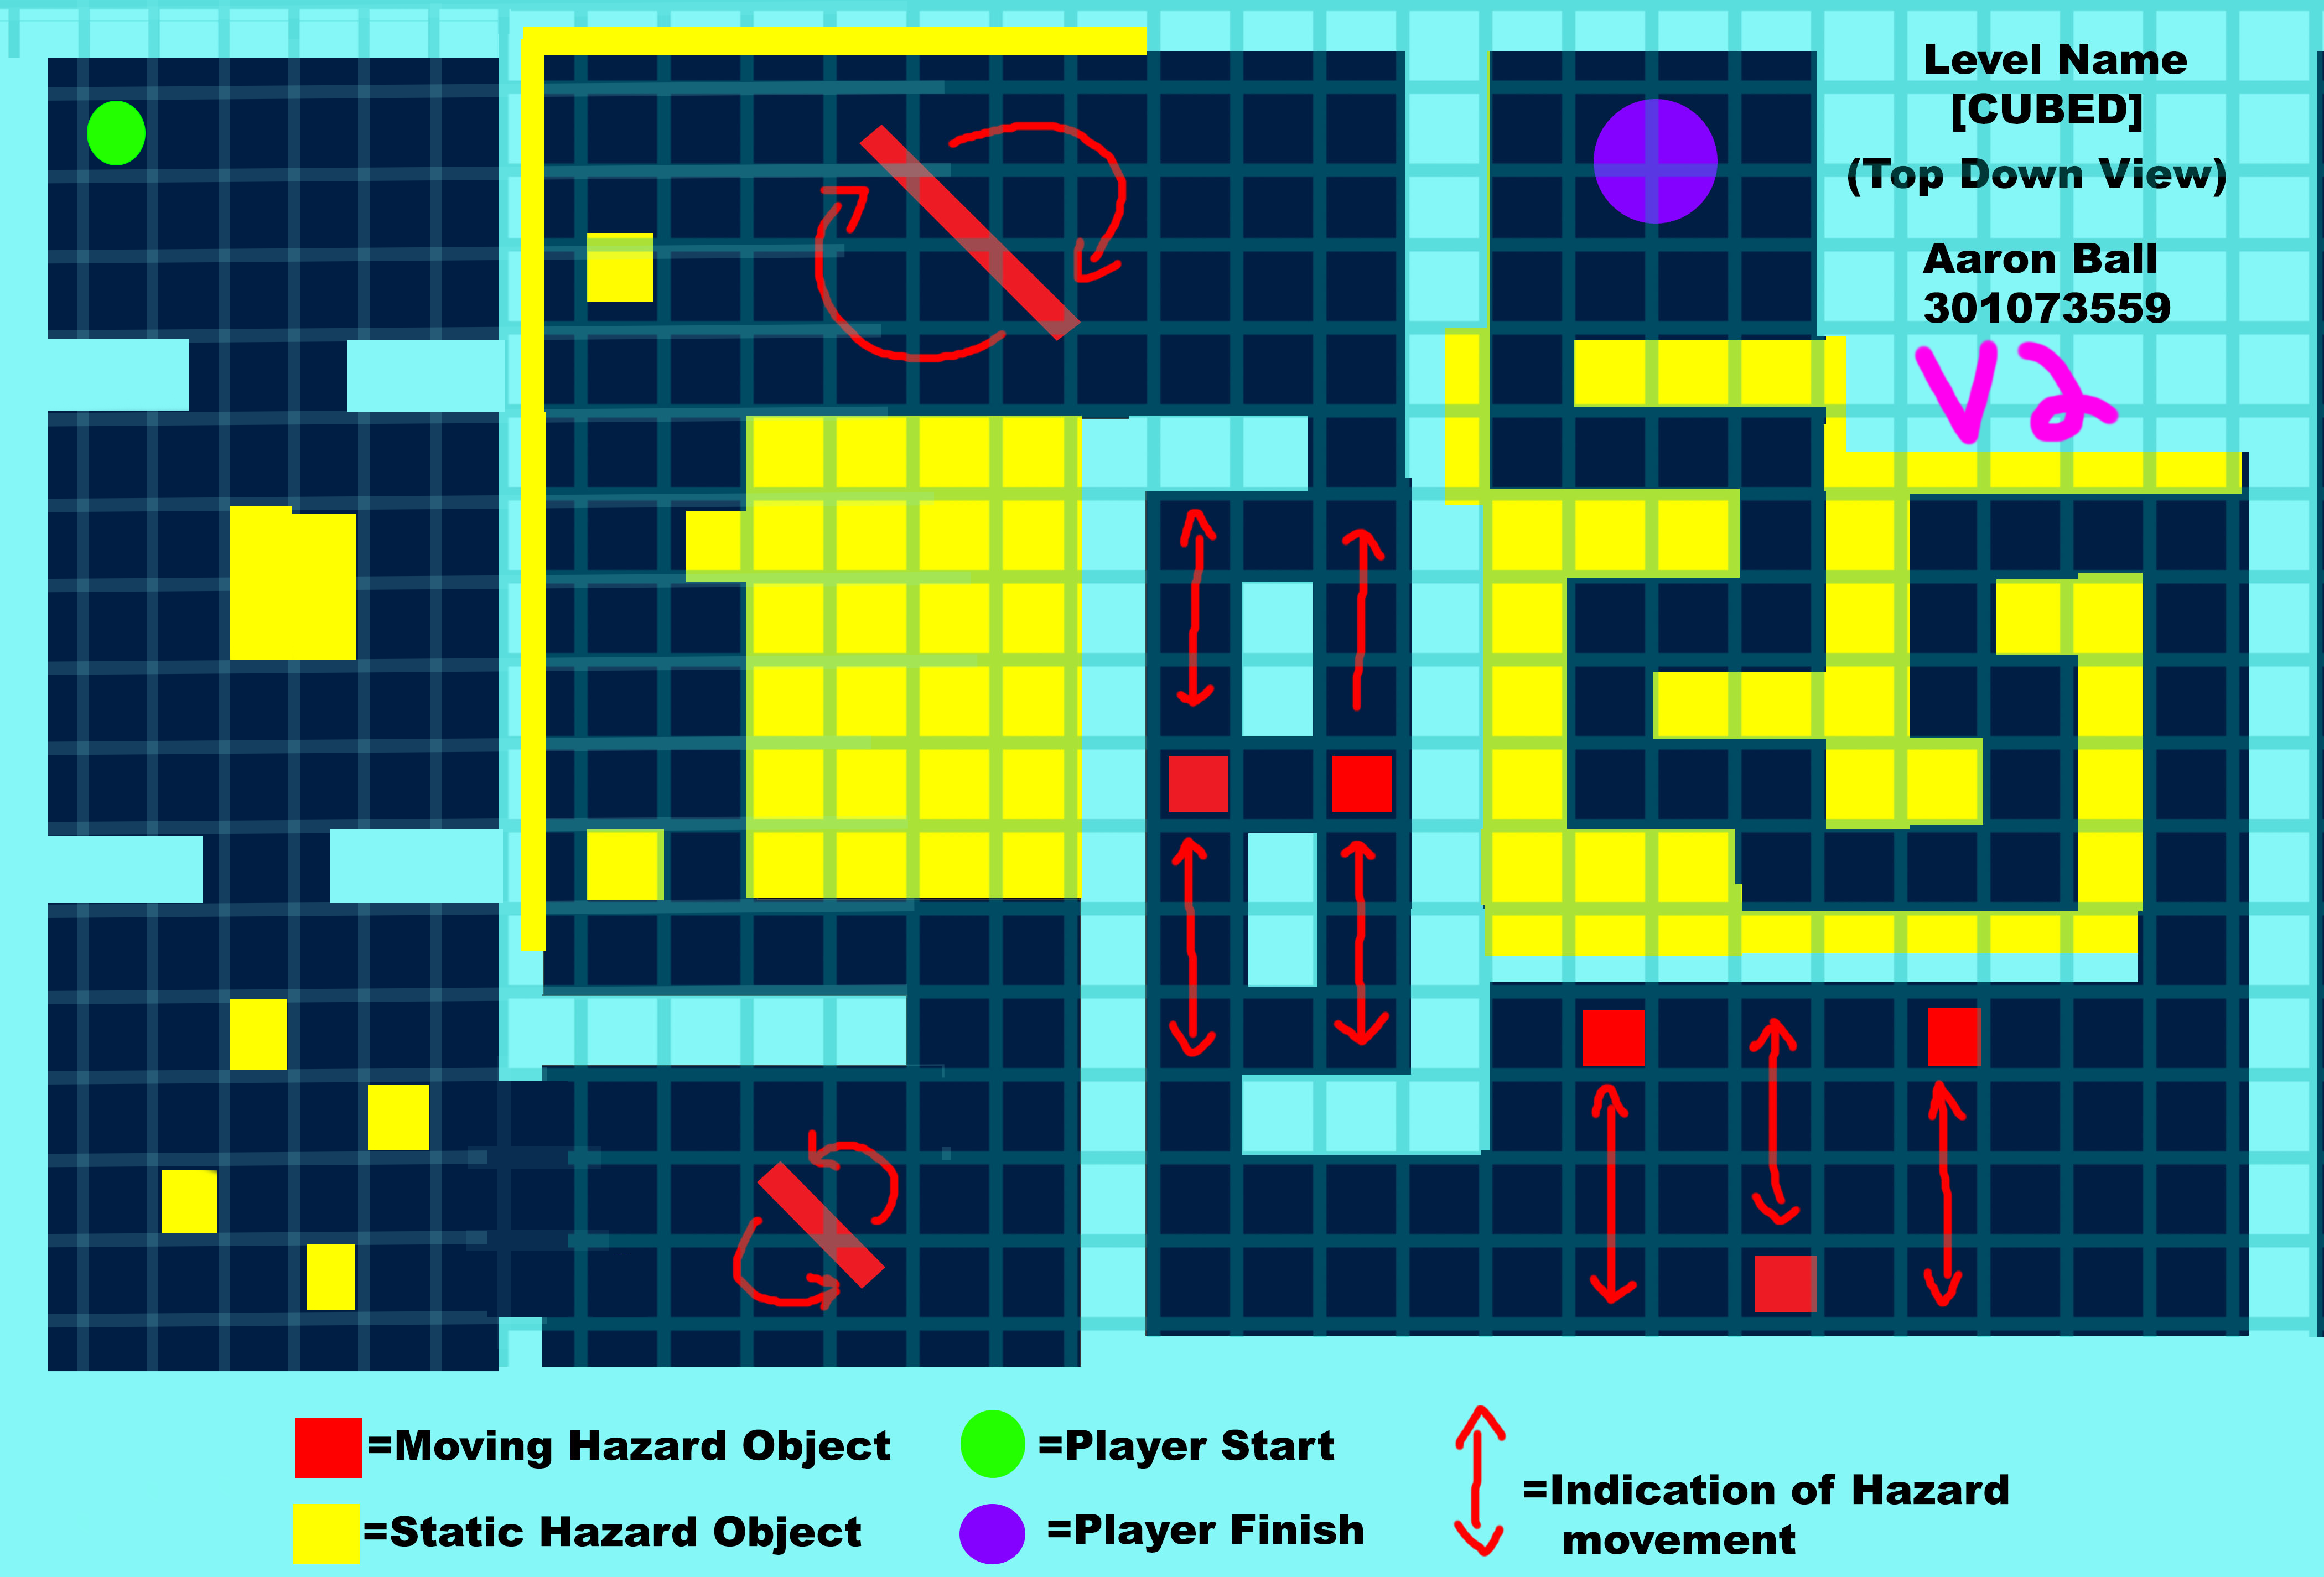 Level Name
[CUBED]
(Top Down View)
Aaron Ball
301073559
V2
=Moving Hazard Object
=Player Start
=Static Hazard Object
=Player Finish
=Indication of Hazard
movement